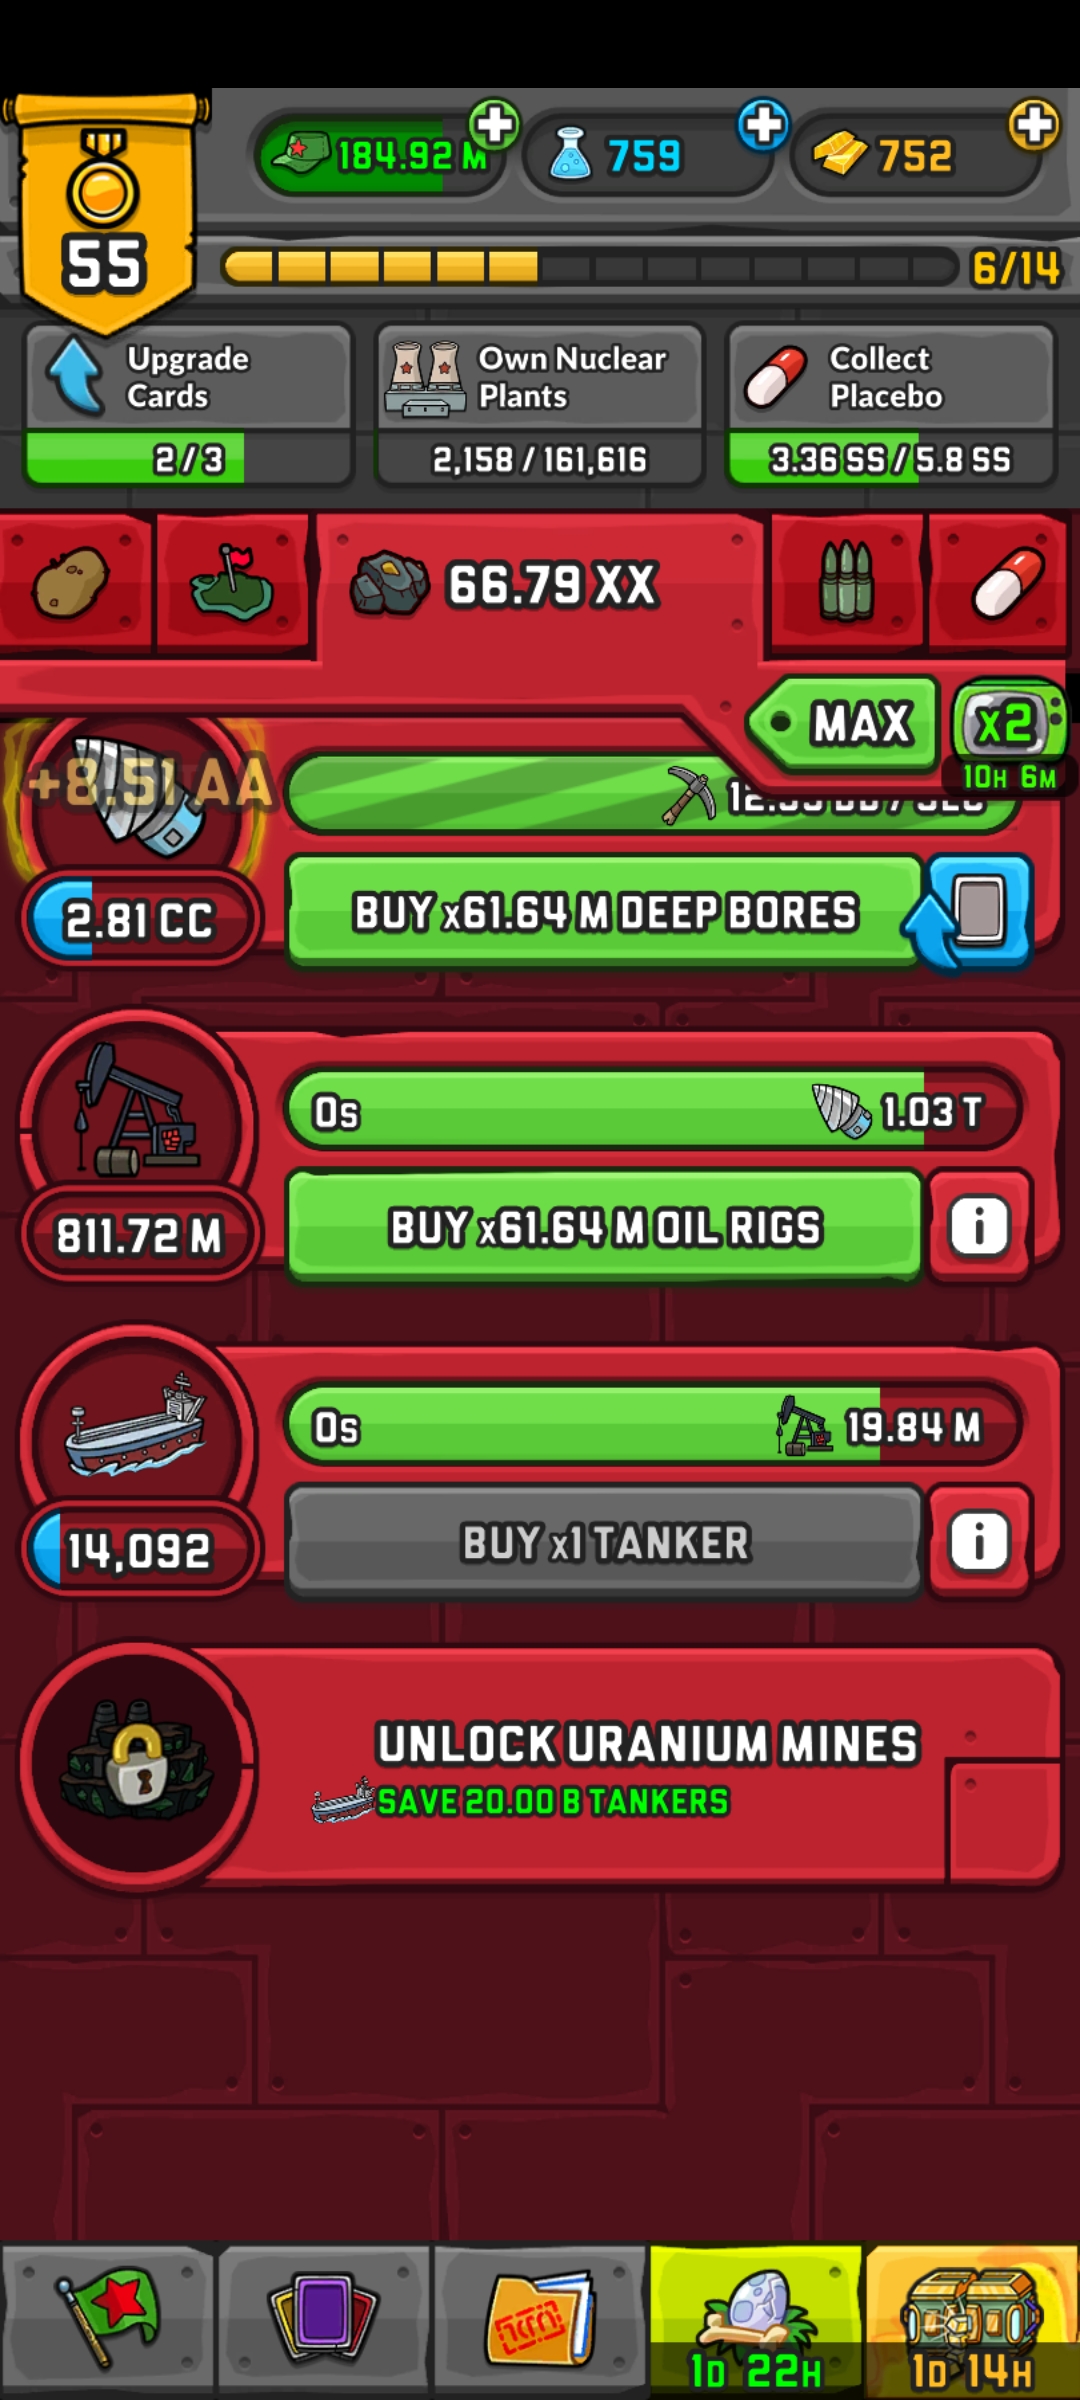 184.92 M
759
752
55
6/14
Upgrade
Cards
Own Nuclear
Plants
Collect
Placebo
2/3
2,158/161,616
3.36 SS/5.8 SS
66.79 XX
MAX
x2
10H 6M
+8.51 AA
2.81 CC
BUY x61.64 M DEEP BORES
0s
1.03 T
811.72 M
BUY x61.64 M OIL RIGS
i
0s
19.84 M
14,092
BUY x1 TANKER
i
UNLOCK URANIUM MINES
SAVE 20.00 B TANKERS
1D 22H
1D 14H